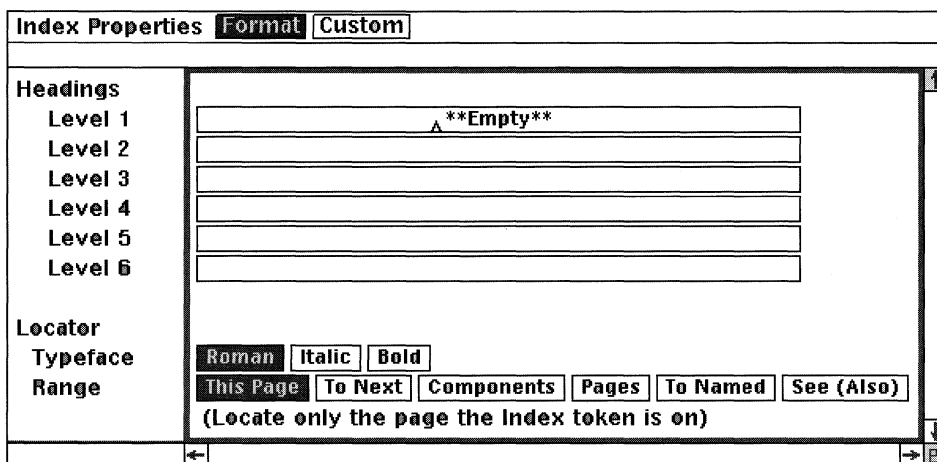 Index Properties Format Custom
Headings
Level 1 **Empty**
Level 2
Level 3
Level 4
Level 5
Level 6
Locator
Typeface Roman Italic Bold
Range This Page To Next Components Pages To Named See (Also)
(Locate only the page the Index token is on)